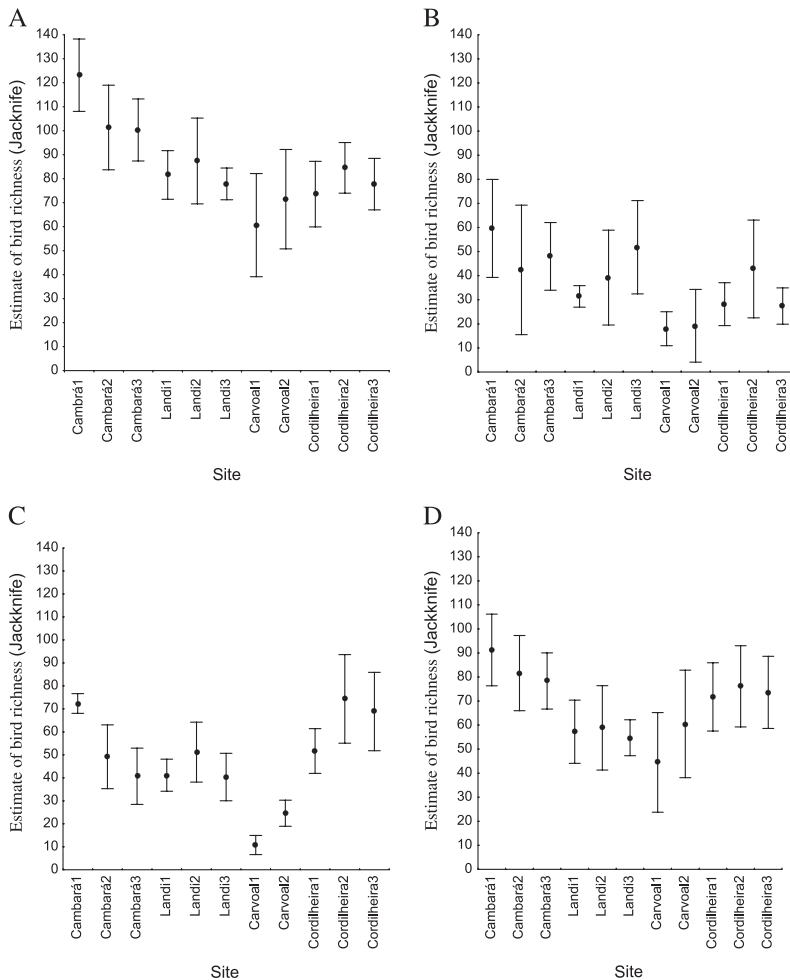 A
Estimate of bird richness (Jackknife)
140
130
120
110
100
90
80
70
60
50
40
30
20
10
0
Cambrá1
Cambará2
Cambará3
Landi1
Landi2
Landi3
Carvoal1
Carvoal2
Cordilheira1
Cordilheira2
Cordilheira3
Site
B
Estimate of bird richness (Jackknife)
140
130
120
110
100
90
80
70
60
50
40
30
20
10
0
Cambará1
Cambará2
Cambará3
Landi1
Landi2
Landi3
Carvoal1
Carvoal2
Cordilheira1
Cordilheira2
Cordilheira3
Site
C
Estimate of bird richness (Jackknife)
140
130
120
110
100
90
80
70
60
50
40
30
20
10
0
Cambará1
Cambará2
Cambará3
Landi1
Landi2
Landi3
Carvoal1
Carvoal2
Cordilheira1
Cordilheira2
Cordilheira3
Site
D
Estimate of bird richness (Jackknife)
140
130
120
110
100
90
80
70
60
50
40
30
20
10
0
Cambará1
Cambará2
Cambará3
Landi1
Landi2
Landi3
Carvoal1
Carvoal2
Cordilheira1
Cordilheira2
Cordilheira3
Site